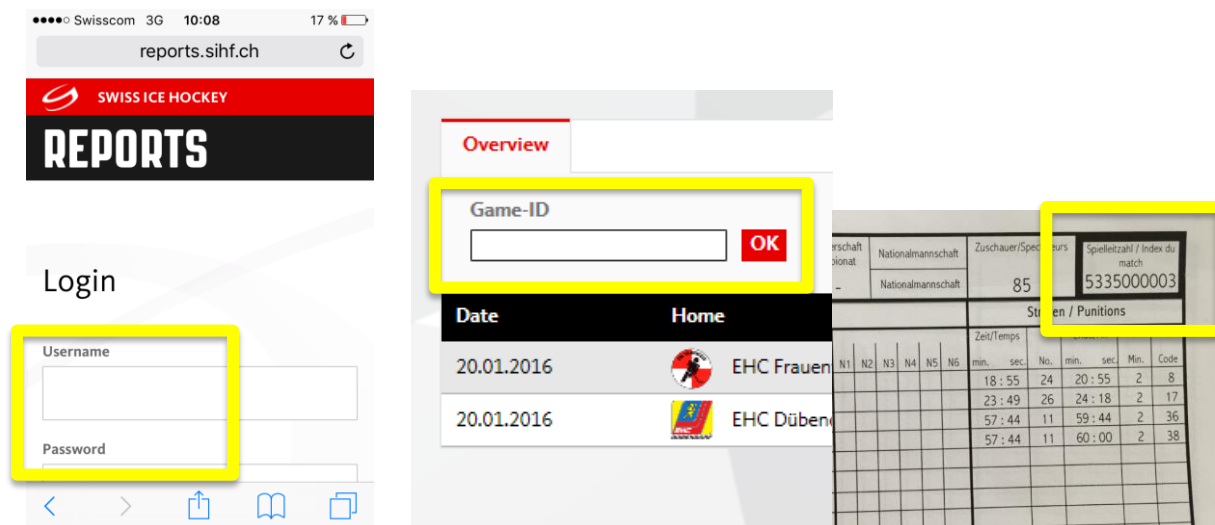 Swisscom 3G 10:08 17 %
reports.sihf.ch
SWISS ICE HOCKEY
REPORTS
Login
Username
Password
Overview
Game-ID
OK
Date Home
20.01.2016 EHC Frauen
20.01.2016 EHC Düben
Nationalmannschaft
Nationalmannschaft
Zuschauer/Spec eurs
85
Spielleitzahl / Index du
match
5335000003
en / Punitions
Zeit/Temps
N1 N2 N3 N4 N5 N6 min. sec. No. min. sec. Min. Code
18 : 55 24 20 : 55 2 8
23 : 49 26 24 : 18 2 17
57 : 44 11 59 : 44 2 36
57 : 44 11 60 : 00 2 38